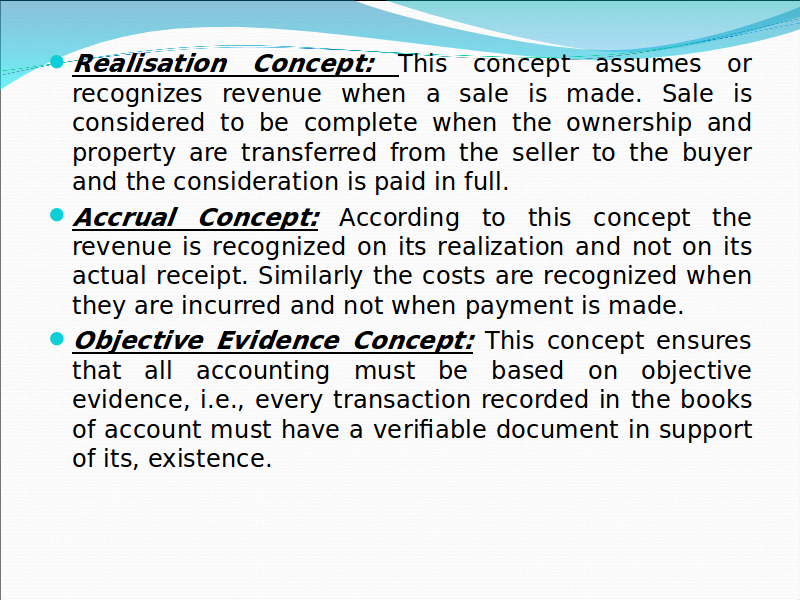 Realisation Concept: This concept assumes or
recognizes revenue when a sale is made. Sale is
considered to be complete when the ownership and
property are transferred from the seller to the buyer
and the consideration is paid in full.
Accrual Concept: According to this concept the
revenue is recognized on its realization and not on its
actual receipt. Similarly the costs are recognized when
they are incurred and not when payment is made.
Objective Evidence Concept: This concept ensures
that all accounting must be based on objective
evidence, i.e., every transaction recorded in the books
of account must have a verifiable document in support
of its, existence.